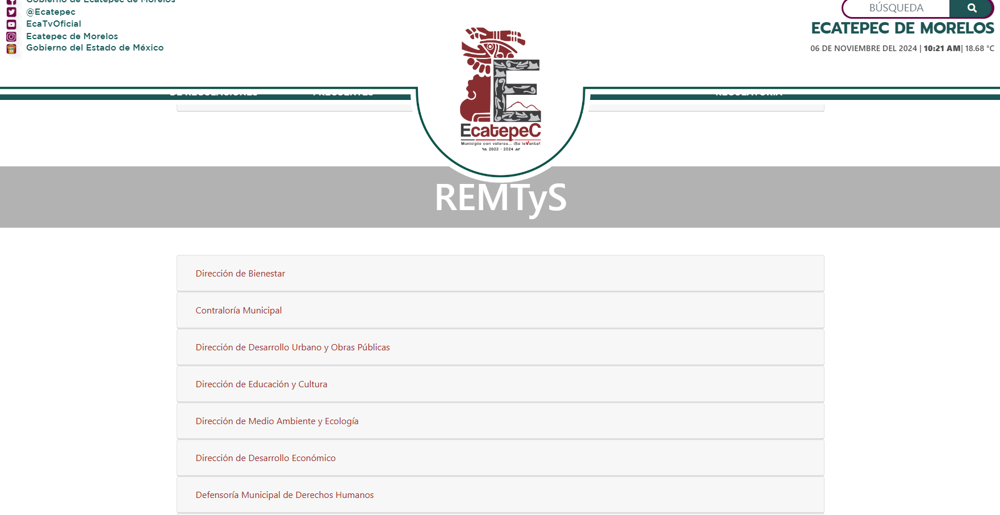 Gobierno de Ecatepec de Morelos
@Ecatepec
EcaTvOficial
Ecatepec de Morelos
Gobierno del Estado de México
BÚSQUEDA
ECATEPEC DE MORELOS
06 DE NOVIEMBRE DEL 2024 | 10:21 AM| 18.68 °C
EcatepeC
Municipio con valores... ¡Se leVanta!
2022 - 2024
REMTyS
Dirección de Bienestar
Contraloría Municipal
Dirección de Desarrollo Urbano y Obras Públicas
Dirección de Educación y Cultura
Dirección de Medio Ambiente y Ecología
Dirección de Desarrollo Económico
Defensoría Municipal de Derechos Humanos